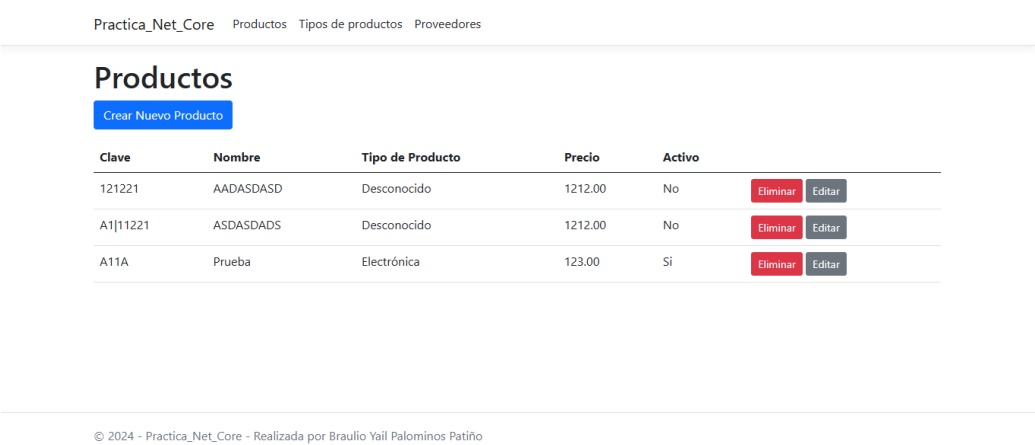 Practica_Net_Core Productos Tipos de productos Proveedores
Productos
Crear Nuevo Producto
Clave Nombre Tipo de Producto Precio Activo
121221 AADASDASD Desconocido 1212.00 No Eliminar Editar
A1|11221 ASDASDADS Desconocido 1212.00 No Eliminar Editar
A11A Prueba Electrónica 123.00 Si Eliminar Editar
© 2024 - Practica_Net_Core - Realizada por Braulio Yail Palominos Patiño